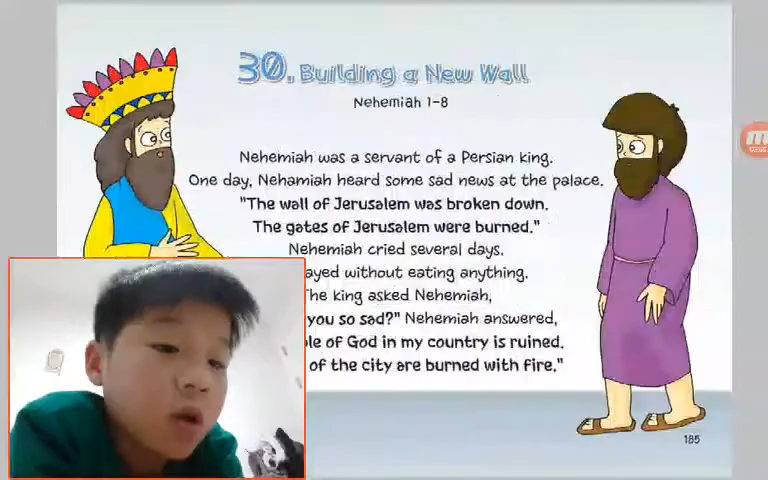 30. Building a New Wall
Nehemiah 1-8
Nehemiah was a servant of a Persian king.
One day, Nehamiah heard some sad news at the palace.
"The wall of Jerusalem was broken down.
The gates of Jerusalem were burned."
Nehemiah cried several days.
without eating anything.
The king asked Nehemiah,
you so sad?" Nehemiah answered,
of God in my country is ruined.
of the city are burned with fire."
185